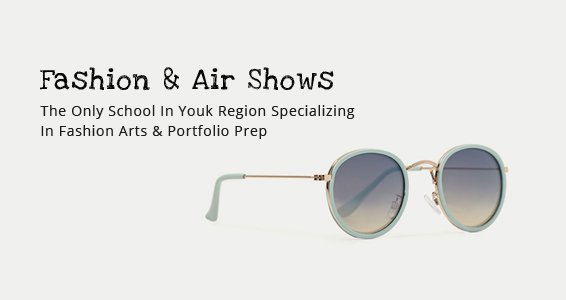 Fashion & Air Shows
The Only School In Youk Region Specializing
In Fashion Arts & Portfolio Prep